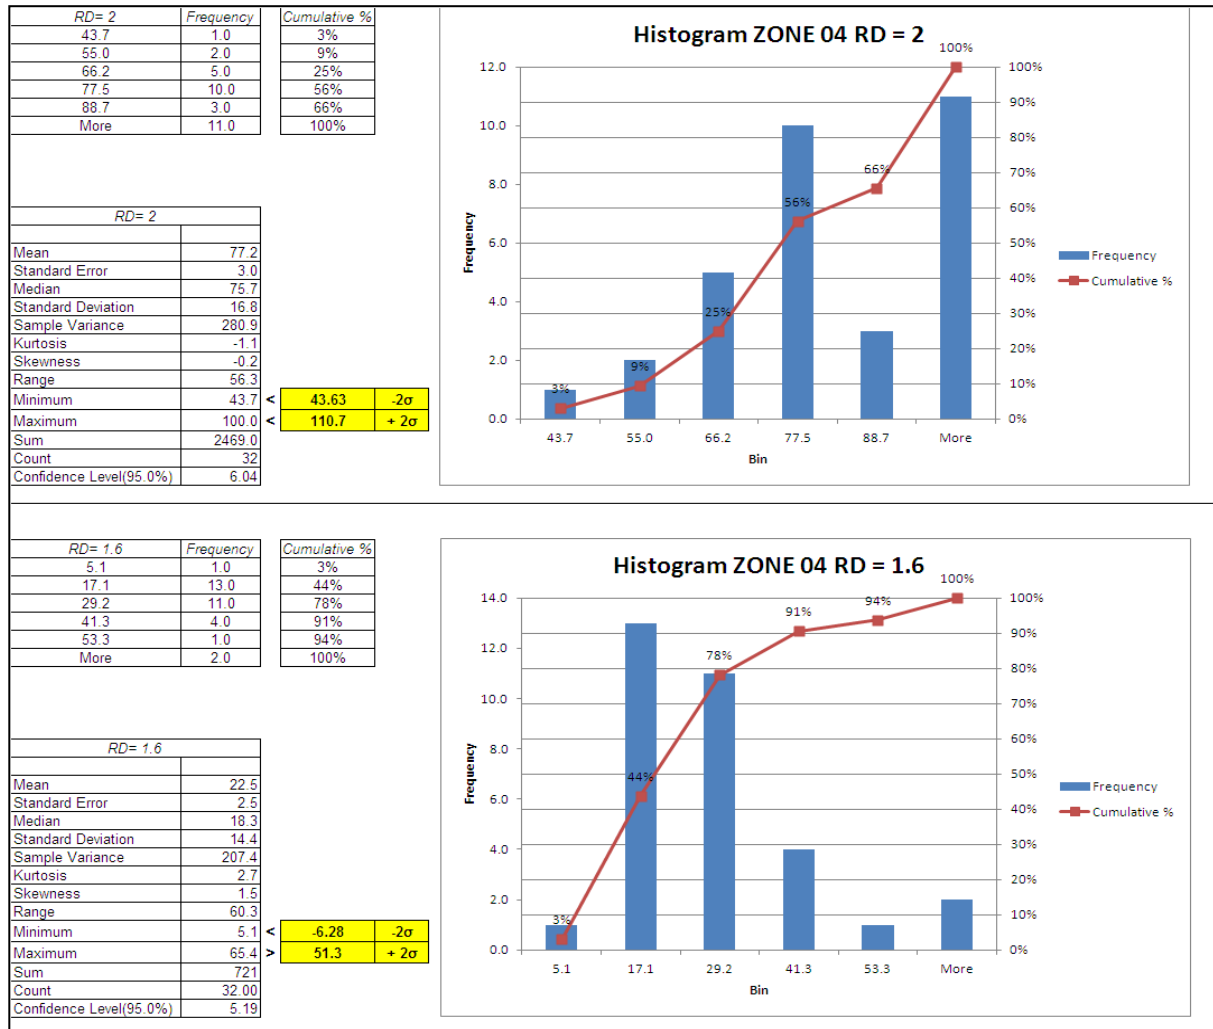 RD= 2 Frequency Cumulative %
43.7 1.0 3%
55.0 2.0 9%
66.2 5.0 25%
77.5 10.0 56%
88.7 3.0 66%
More 11.0 100%
RD= 2
Mean 77.2
Standard Error 3.0
Median 75.7
Standard Deviation 16.8
Sample Variance 280.9
Kurtosis -1.1
Skewness -0.2
Range 56.3
Minimum 43.7 < 43.63 -2σ
Maximum 100.0 < 110.7 + 2σ
Sum 2469.0
Count 32
Confidence Level(95.0%) 6.04
Histogram ZONE 04 RD = 2
12.0
10.0
8.0
6.0
4.0
2.0
0.0
Frequency
3%
9%
25%
56%
66%
100%
100%
90%
80%
70%
60%
50%
40%
30%
20%
10%
0%
43.7 55.0 66.2 77.5 88.7 More
Bin
Frequency
Cumulative %
RD= 1.6 Frequency Cumulative %
5.1 1.0 3%
17.1 13.0 44%
29.2 11.0 78%
41.3 4.0 91%
53.3 1.0 94%
More 2.0 100%
RD= 1.6
Mean 22.5
Standard Error 2.5
Median 18.3
Standard Deviation 14.4
Sample Variance 207.4
Kurtosis 2.7
Skewness 1.5
Range 60.3
Minimum 5.1 < -6.28 -2σ
Maximum 65.4 > 51.3 + 2σ
Sum 721
Count 32.00
Confidence Level(95.0%) 5.19
Histogram ZONE 04 RD = 1.6
14.0
12.0
10.0
8.0
6.0
4.0
2.0
0.0
Frequency
3%
44%
78%
91%
94%
100%
100%
90%
80%
70%
60%
50%
40%
30%
20%
10%
0%
5.1 17.1 29.2 41.3 53.3 More
Bin
Frequency
Cumulative %